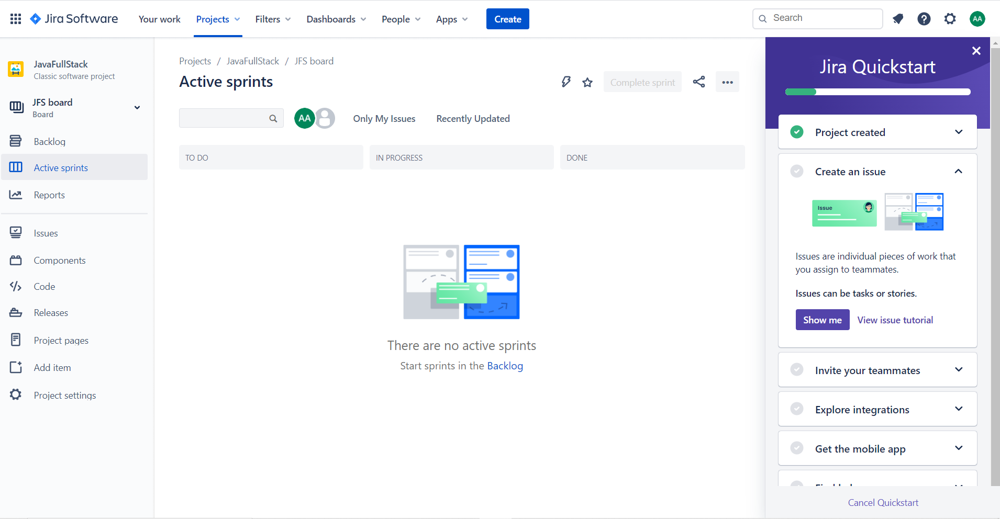 Jira Software
Your work
Projects
Filters
Dashboards
People
Apps
Create
Search
AA
JavaFullStack
Classic software project
JFS board
Board
Backlog
Active sprints
Reports
Issues
Components
Code
Releases
Project pages
Add item
Project settings
Projects / JavaFullStack / JFS board
Active sprints
Complete sprint
AA
Only My Issues
Recently Updated
TO DO
IN PROGRESS
DONE
There are no active sprints
Start sprints in the Backlog
Jira Quickstart
Project created
Create an issue
Issue
Issues are individual pieces of work that
you assign to teammates.
Issues can be tasks or stories.
Show me
View issue tutorial
Invite your teammates
Explore integrations
Get the mobile app
Cancel Quickstart